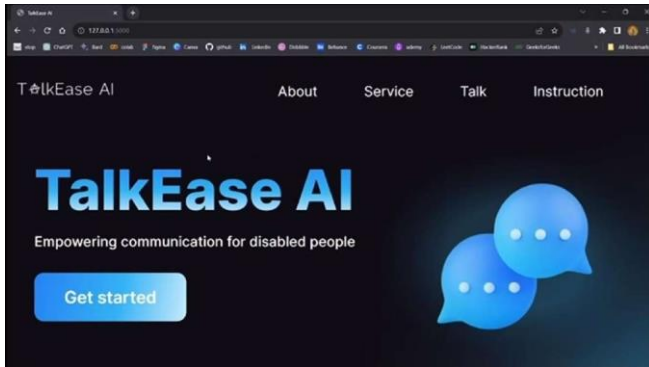 TalkEase AI
127.0.0.1:5000
ChatGPT Bard Figma Canva github LinkedIn Dribbble Behance Coursera udemy LeetCode HackerRank GeeksforGeeks All Bookmarks
TalkEase AI About Service Talk Instruction
TalkEase AI
Empowering communication for disabled people
Get started